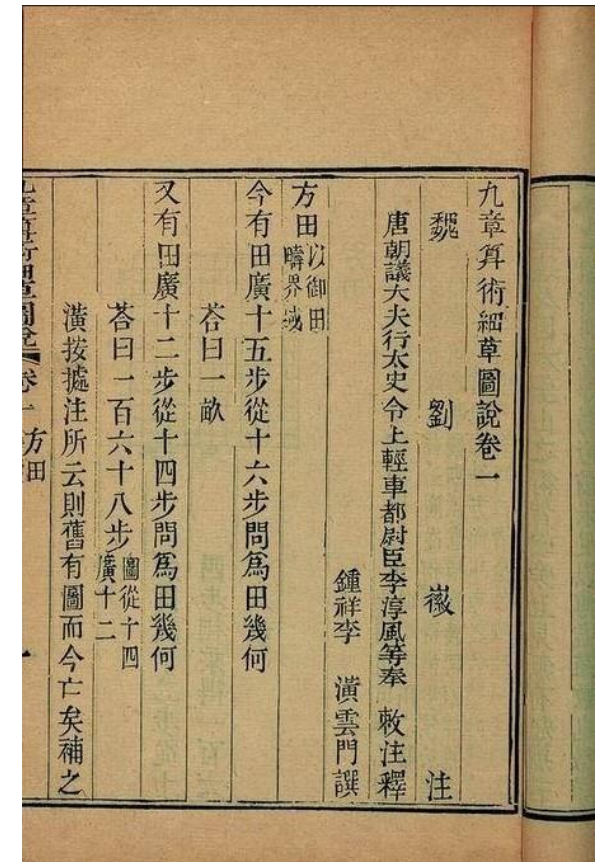 九章算術細草圖說卷一
魏 劉 徽 注
唐朝議大夫行太史令上輕車都尉臣李淳風等奉 敕注釋
鍾祥李 潢雲門譔
方田以御田
疇界域
今有田廣十五步從十六步問爲田幾何
荅曰一畝
又有田廣十二步從十四步問爲田幾何
荅曰一百六十八步圖從十四
廣十二
潢按據注所云則舊有圖而今亡矣補之
九章算術細草圖說 卷一 方田 一